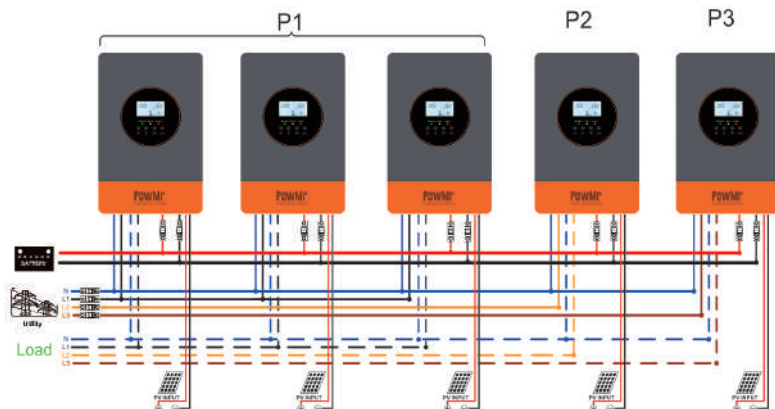 P1
P2
P3
PowMr
PowMr
PowMr
PowMr
PowMr
BATTERY
N
L1
L2
L3
Utility
Load
N
L1
L2
L3
PV INPUT
PV INPUT
PV INPUT
PV INPUT
PV INPUT